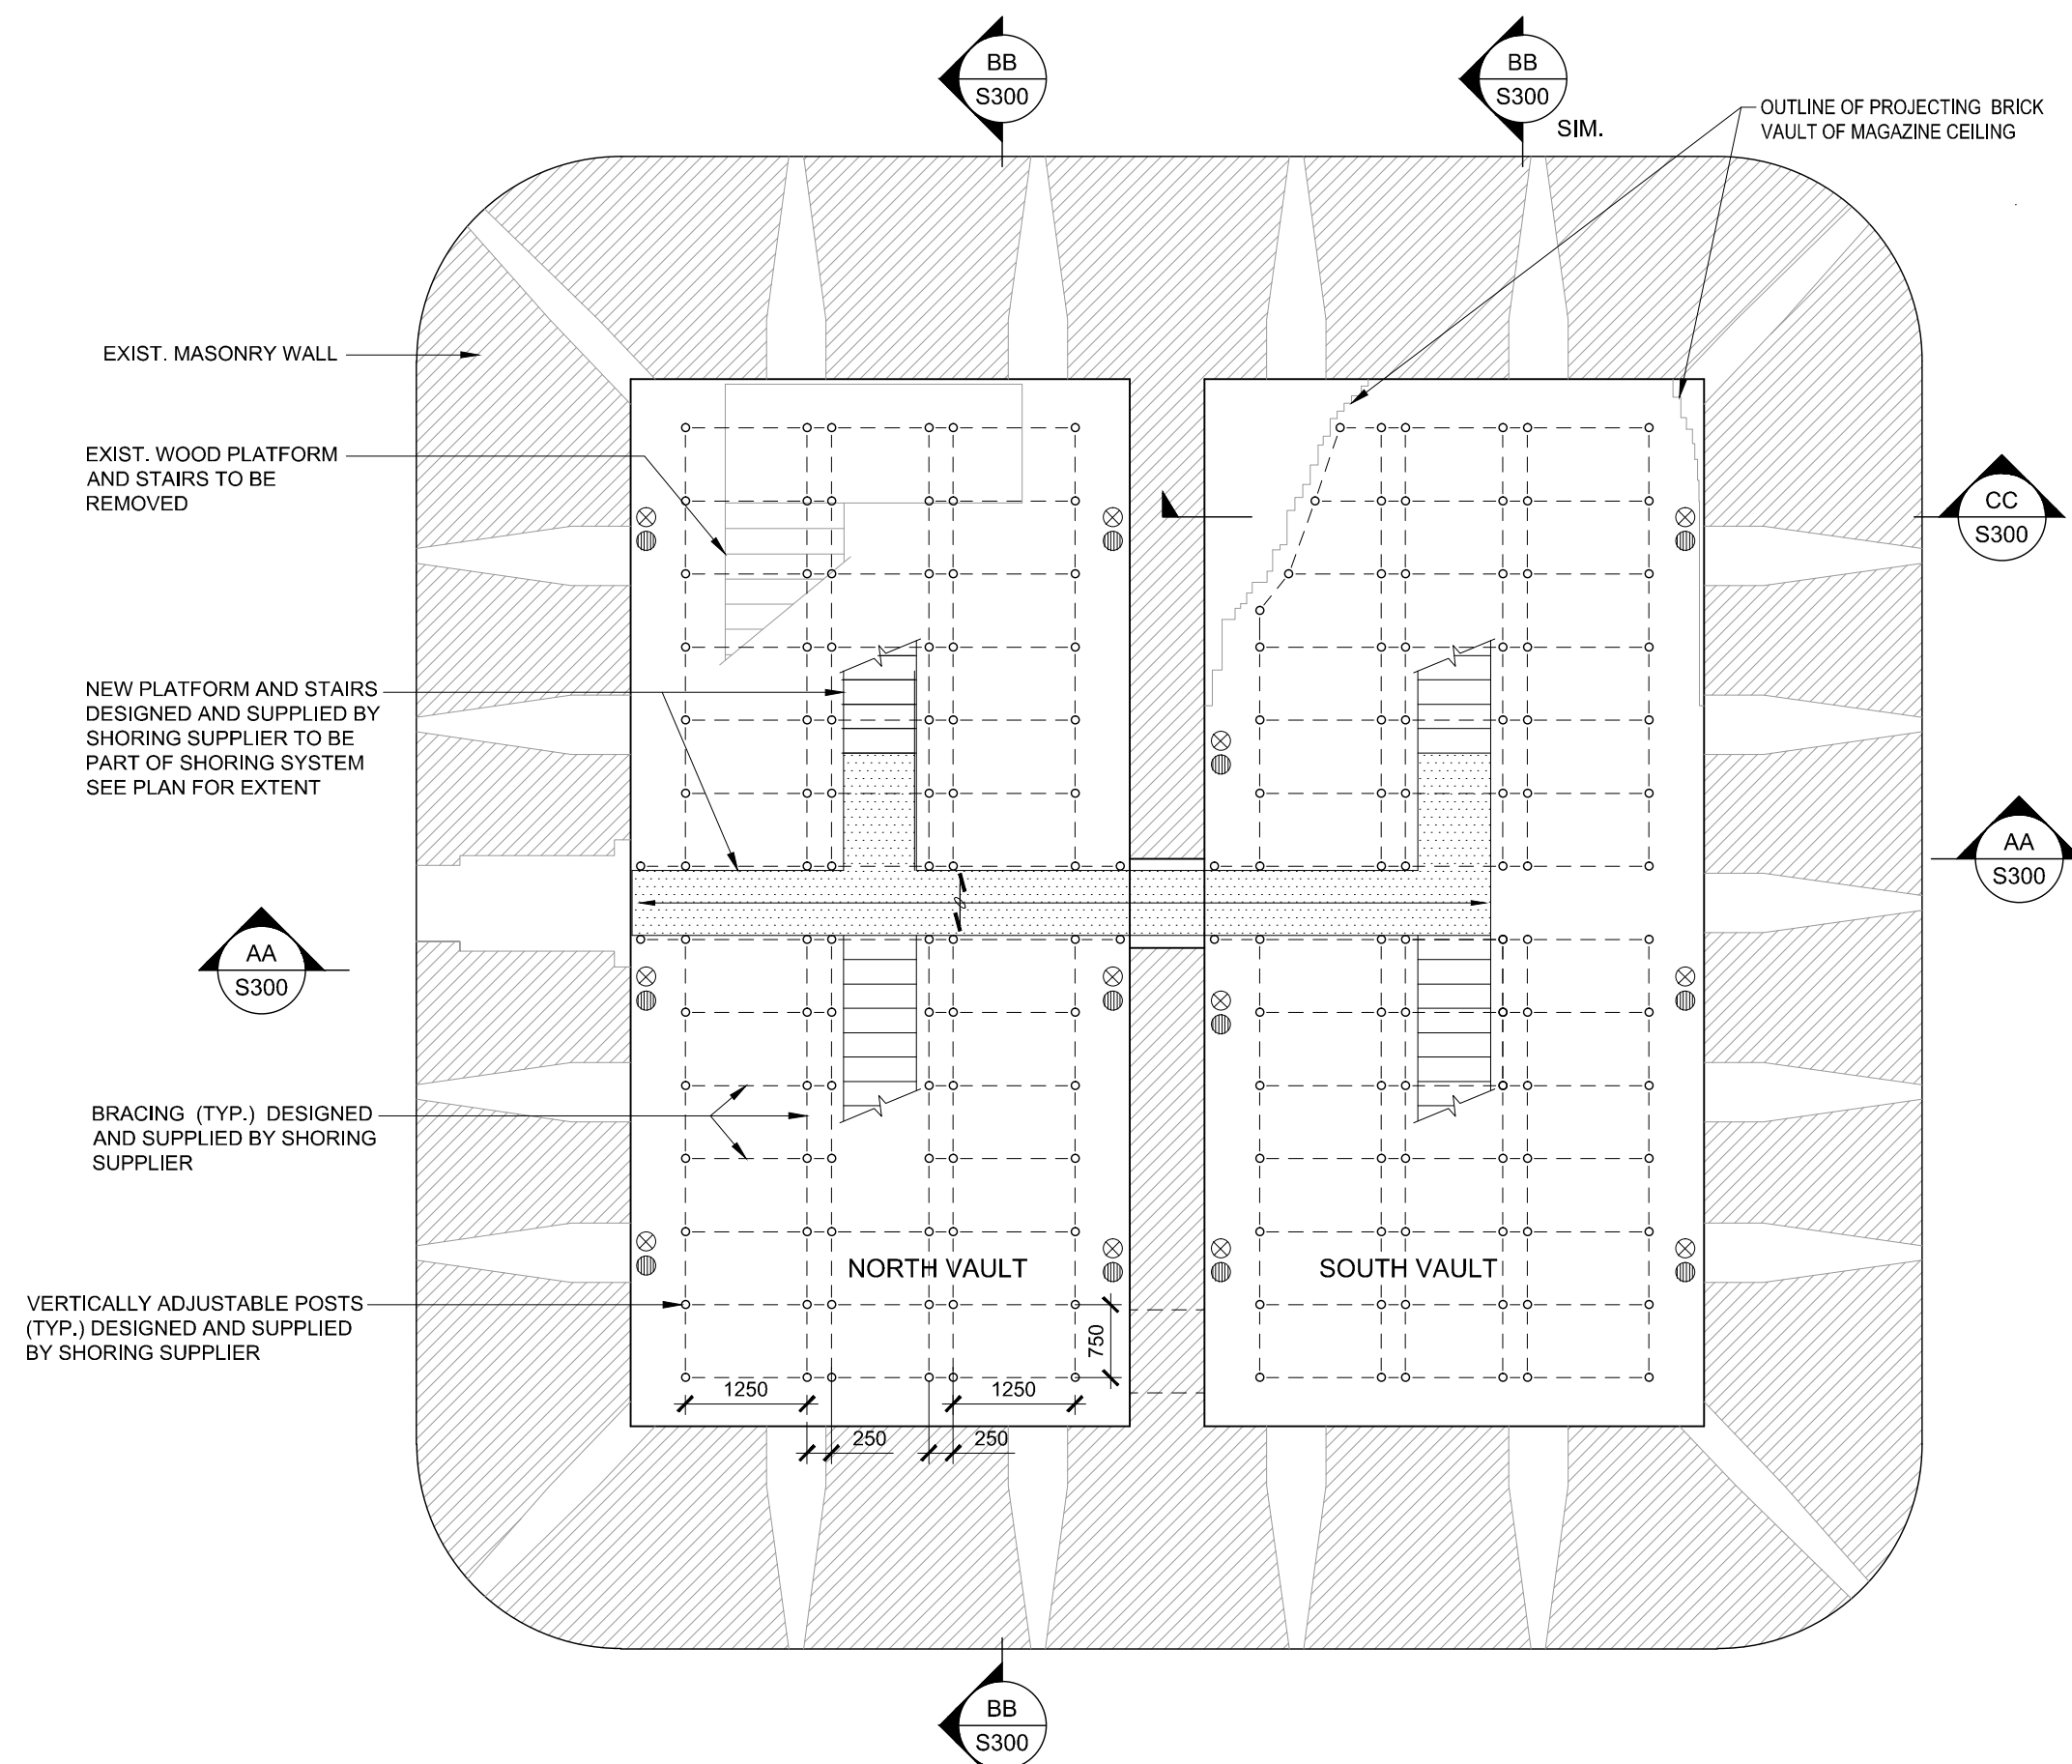 BB
S300
BB
S300
SIM.
OUTLINE OF PROJECTING BRICK
VAULT OF MAGAZINE CEILING
EXIST. MASONRY WALL
EXIST. WOOD PLATFORM
AND STAIRS TO BE
REMOVED
CC
S300
NEW PLATFORM AND STAIRS
DESIGNED AND SUPPLIED BY
SHORING SUPPLIER TO BE
PART OF SHORING SYSTEM
SEE PLAN FOR EXTENT
AA
S300
AA
S300
BRACING (TYP.) DESIGNED
AND SUPPLIED BY SHORING
SUPPLIER
NORTH VAULT
SOUTH VAULT
VERTICALLY ADJUSTABLE POSTS
(TYP.) DESIGNED AND SUPPLIED
BY SHORING SUPPLIER
750
1250
1250
250
250
BB
S300